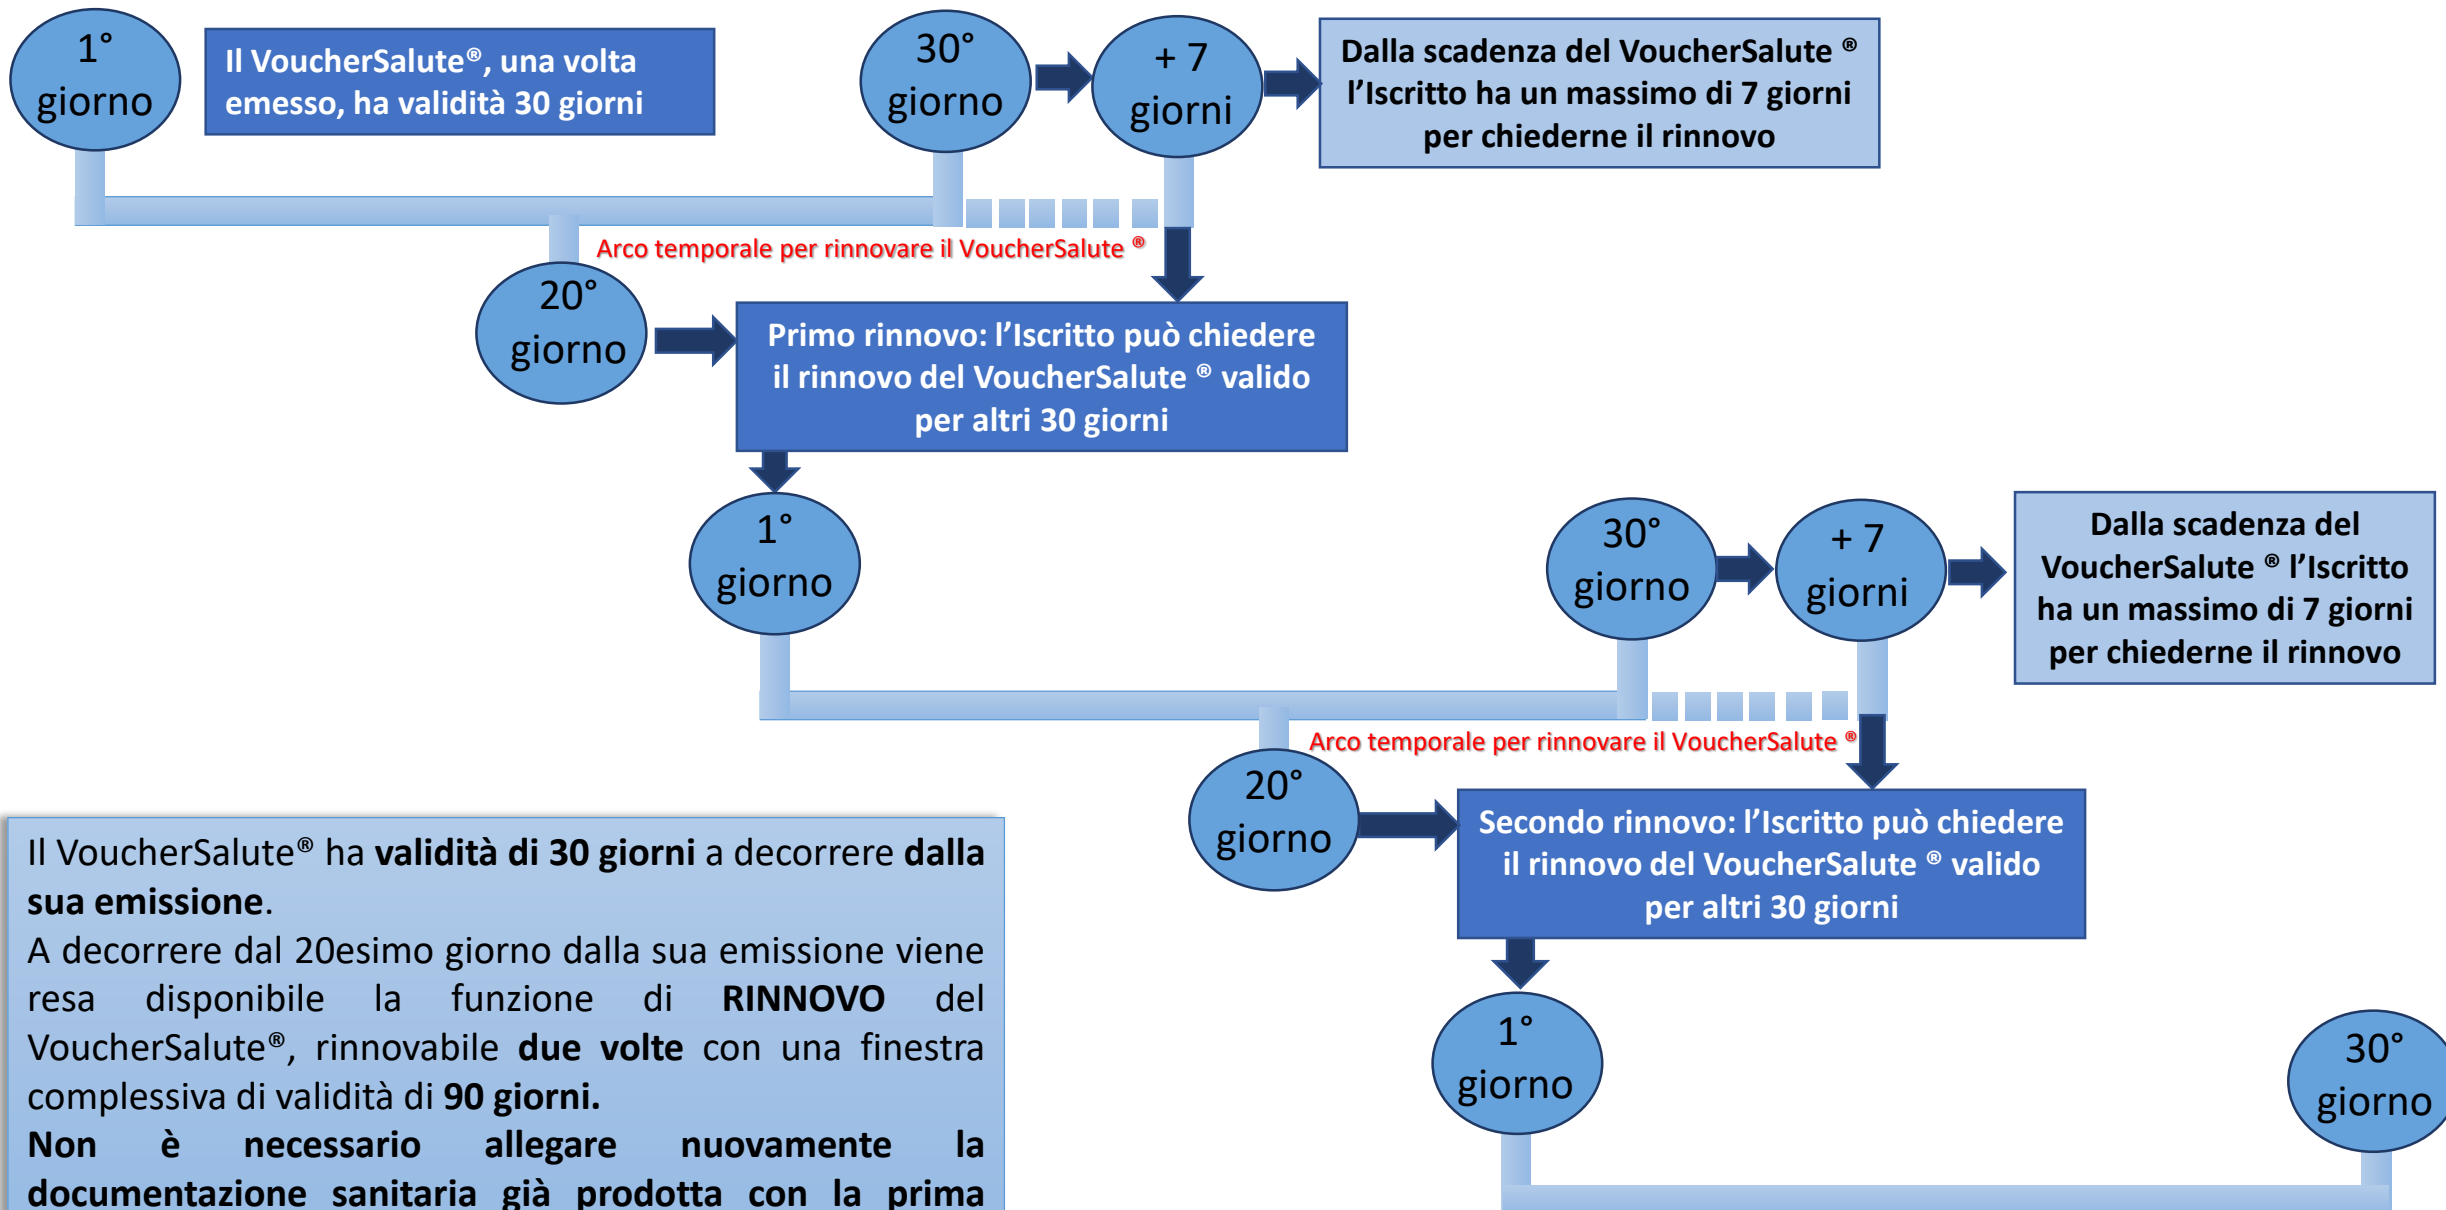 1°
giorno
Il VoucherSalute®, una volta
emesso, ha validità 30 giorni
30°
giorno
+ 7
giorni
Dalla scadenza del VoucherSalute ®
l’Iscritto ha un massimo di 7 giorni
per chiederne il rinnovo
Arco temporale per rinnovare il VoucherSalute ®
20°
giorno
Primo rinnovo: l’Iscritto può chiedere
il rinnovo del VoucherSalute ® valido
per altri 30 giorni
1°
giorno
30°
giorno
+ 7
giorni
Dalla scadenza del
VoucherSalute ® l’Iscritto
ha un massimo di 7 giorni
per chiederne il rinnovo
Arco temporale per rinnovare il VoucherSalute ®
20°
giorno
Secondo rinnovo: l’Iscritto può chiedere
il rinnovo del VoucherSalute ® valido
per altri 30 giorni
1°
giorno
30°
giorno
Il VoucherSalute® ha validità di 30 giorni a decorrere dalla
sua emissione.
A decorrere dal 20esimo giorno dalla sua emissione viene
resa disponibile la funzione di RINNOVO del
VoucherSalute®, rinnovabile due volte con una finestra
complessiva di validità di 90 giorni.
Non è necessario allegare nuovamente la
documentazione sanitaria già prodotta con la prima